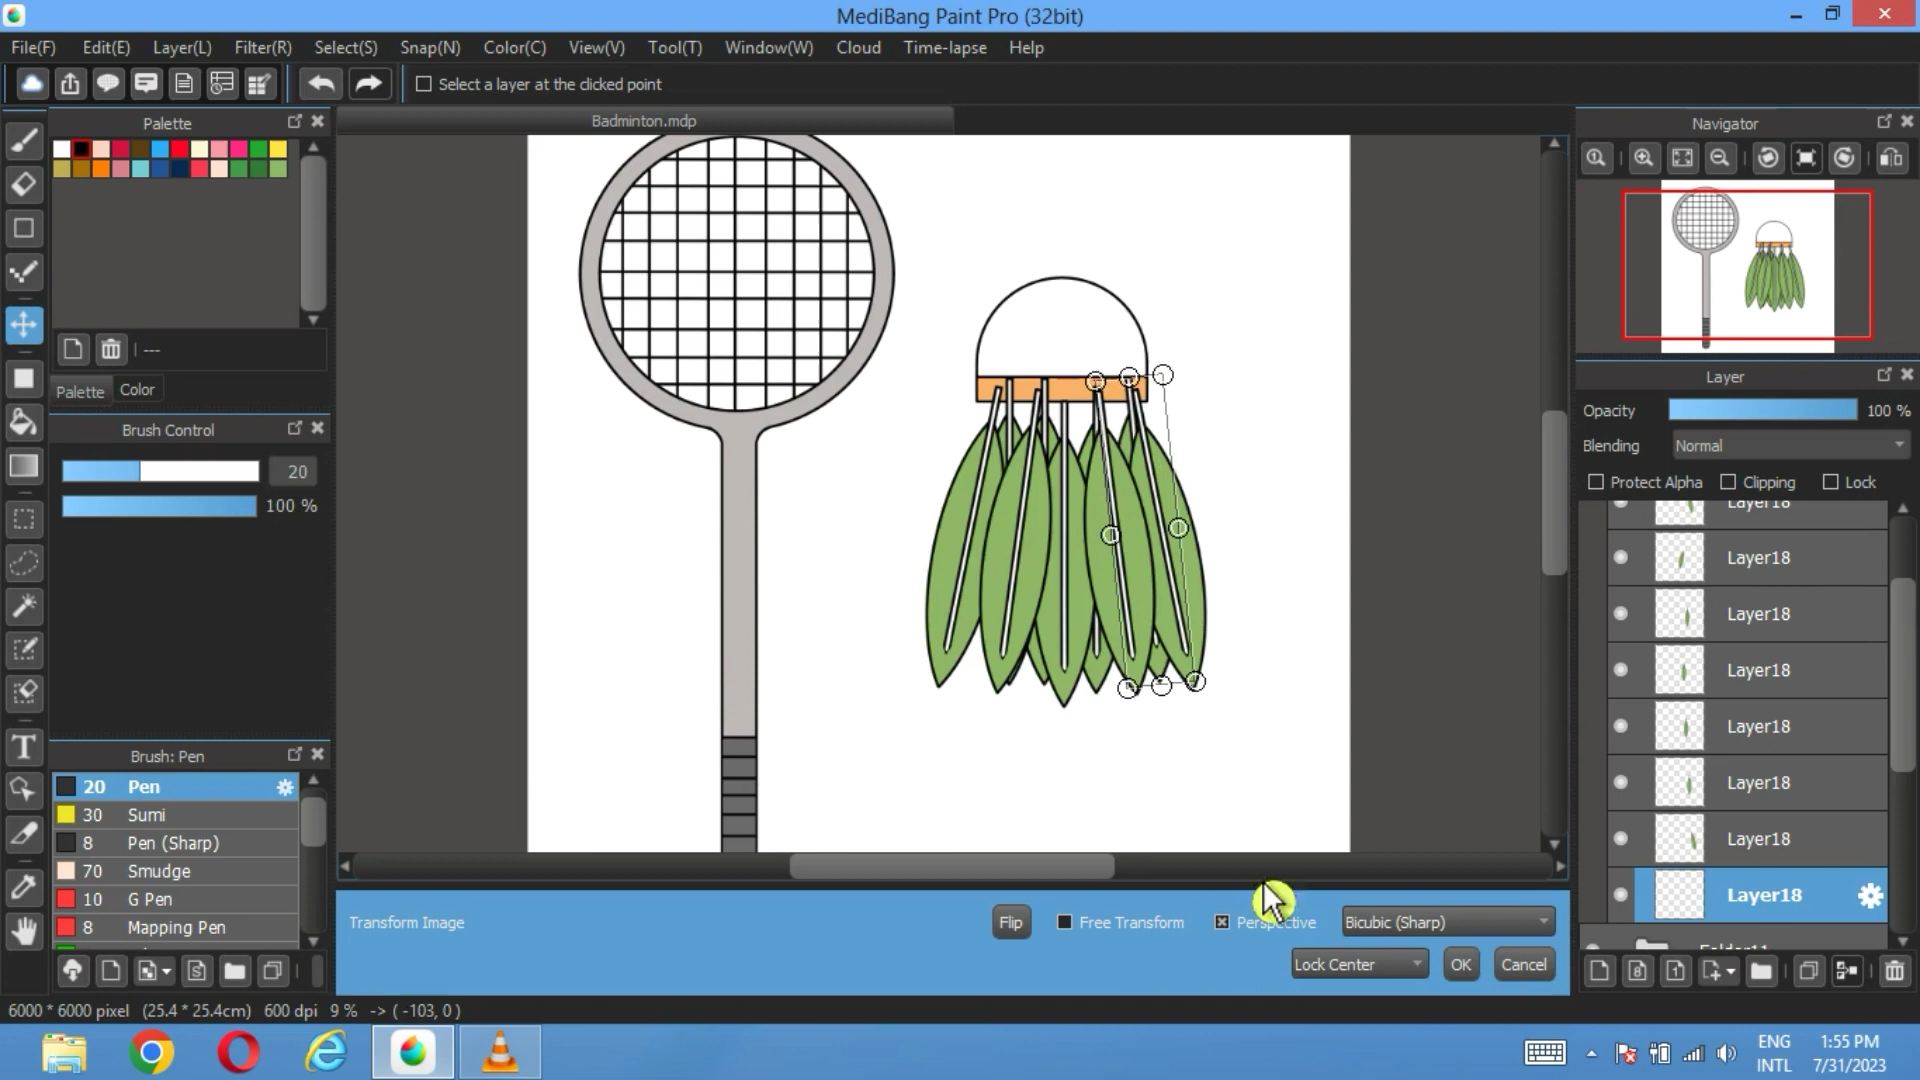 MediBang Paint Pro (32bit)
File(F) Edit(E) Layer(L) Filter(R) Select(S) Snap(N) Color(C) View(V) Tool(T) Window(W) Cloud Time-lapse Help
Select a layer at the clicked point
Palette
Badminton.mdp
Navigator
---
Palette Color
Brush Control
20
100 %
Layer
Opacity 100 %
Blending Normal
Protect Alpha Clipping Lock
Layer18
Layer18
Layer18
Layer18
Layer18
Layer18
Layer18
Layer18
Folder11
Brush: Pen
20 Pen
30 Sumi
8 Pen (Sharp)
70 Smudge
10 G Pen
8 Mapping Pen
Transform Image Flip Free Transform Perspective Bicubic (Sharp)
Lock Center OK Cancel
6000 * 6000 pixel (25.4 * 25.4cm) 600 dpi 9 % -> ( -103, 0 )
ENG 1:55 PM
INTL 7/31/2023